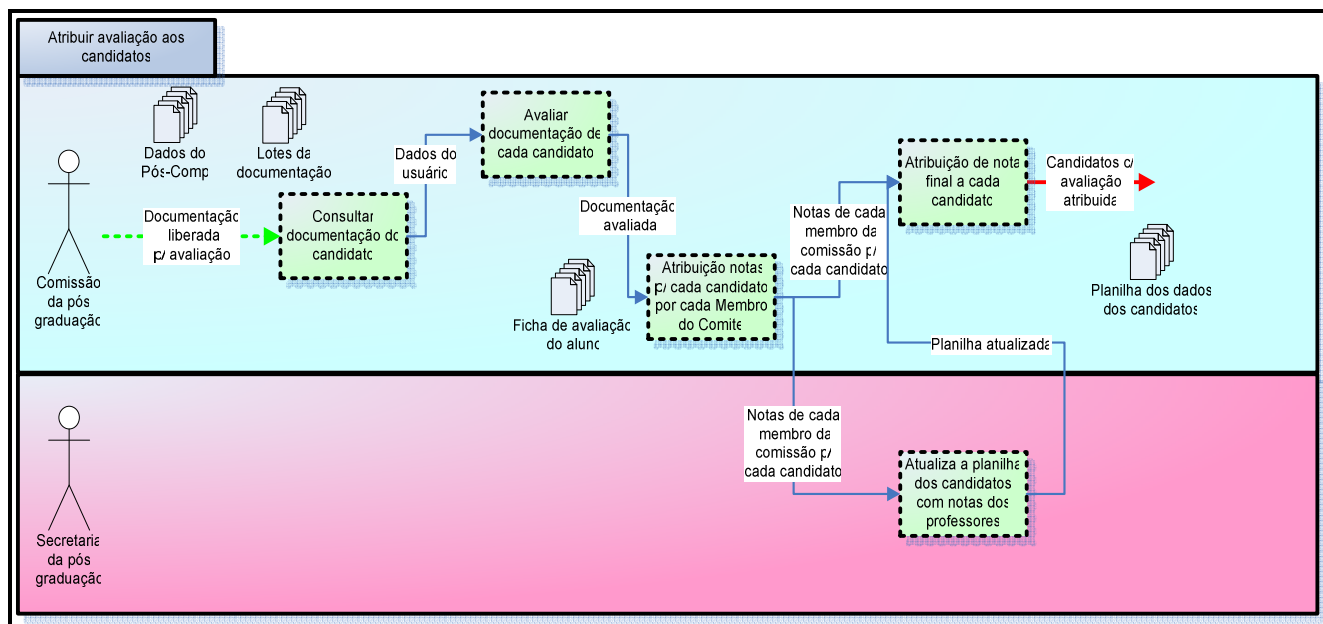 Atribuir avaliação aos
candidatos
Dados do
Pós-Comp
Lotes da
documentação
Comissão
da pós
graduação
Documentação
liberada
p/ avaliação
Consultar
documentação do
candidato
Dados do
usuário
Avaliar
documentação de
cada candidato
Documentação
avaliada
Ficha de avaliação
do aluno
Atribuição notas
p/ cada candidato
por cada Membro
do Comite
Notas de cada
membro da
comissão p/
cada candidato
Atribuição de nota
final a cada
candidato
Candidatos c/
avaliação
atribuida
Planilha dos dados
dos candidatos
Planilha atualizada
Secretaria
da pós
graduação
Notas de cada
membro da
comissão p/
cada candidato
Atualiza a planilha
dos candidatos
com notas dos
professores